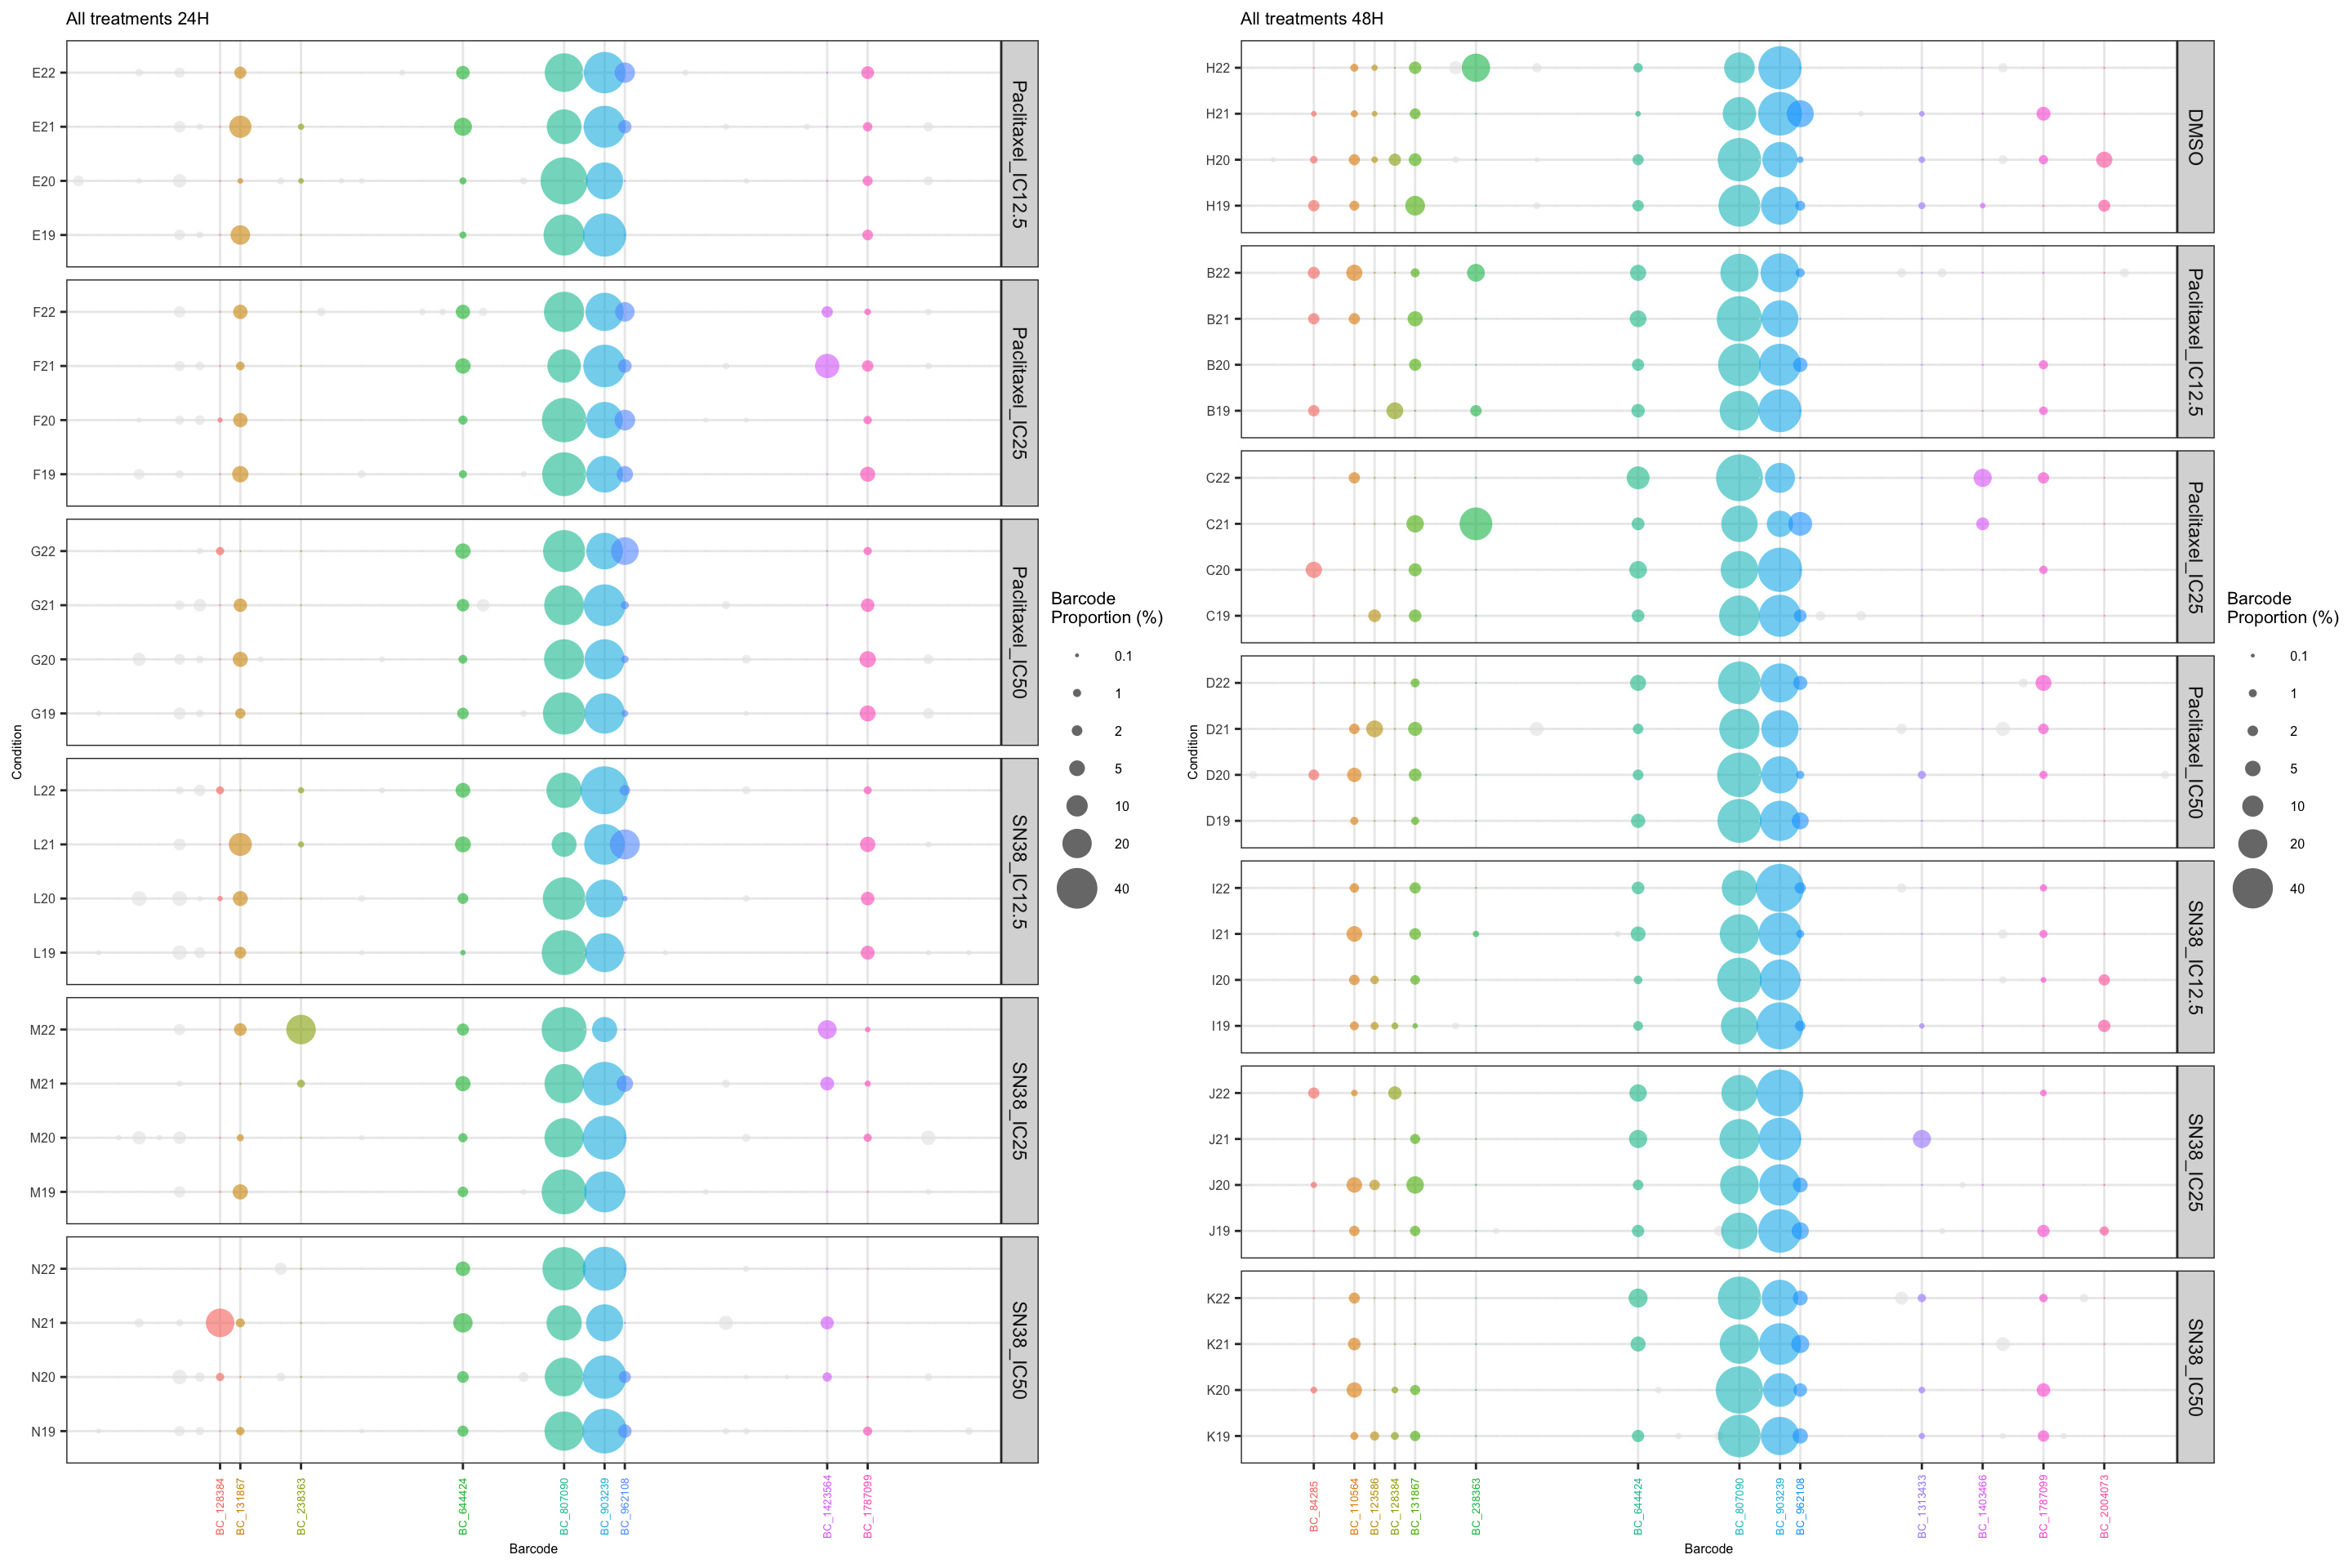 All treatments 24H
Condition
E22
E21
E20
E19
Paclitaxel_IC12.5
F22
F21
F20
F19
Paclitaxel_IC25
G22
G21
G20
G19
Paclitaxel_IC50
L22
L21
L20
L19
SN38_IC12.5
M22
M21
M20
M19
SN38_IC25
N22
N21
N20
N19
SN38_IC50
BC_128384
BC_131867
BC_238363
BC_644424
BC_807090
BC_903239
BC_962108
BC_1423564
BC_1787099
Barcode
Barcode
Proportion (%)
0.1
1
2
5
10
20
40
All treatments 48H
Condition
H22
H21
H20
H19
DMSO
B22
B21
B20
B19
Paclitaxel_IC12.5
C22
C21
C20
C19
Paclitaxel_IC25
D22
D21
D20
D19
Paclitaxel_IC50
I22
I21
I20
I19
SN38_IC12.5
J22
J21
J20
J19
SN38_IC25
K22
K21
K20
K19
SN38_IC50
BC_84285
BC_110564
BC_123586
BC_128384
BC_131867
BC_238363
BC_644424
BC_807090
BC_903239
BC_962108
BC_1313433
BC_1403466
BC_1787099
BC_2004073
Barcode
Barcode
Proportion (%)
0.1
1
2
5
10
20
40